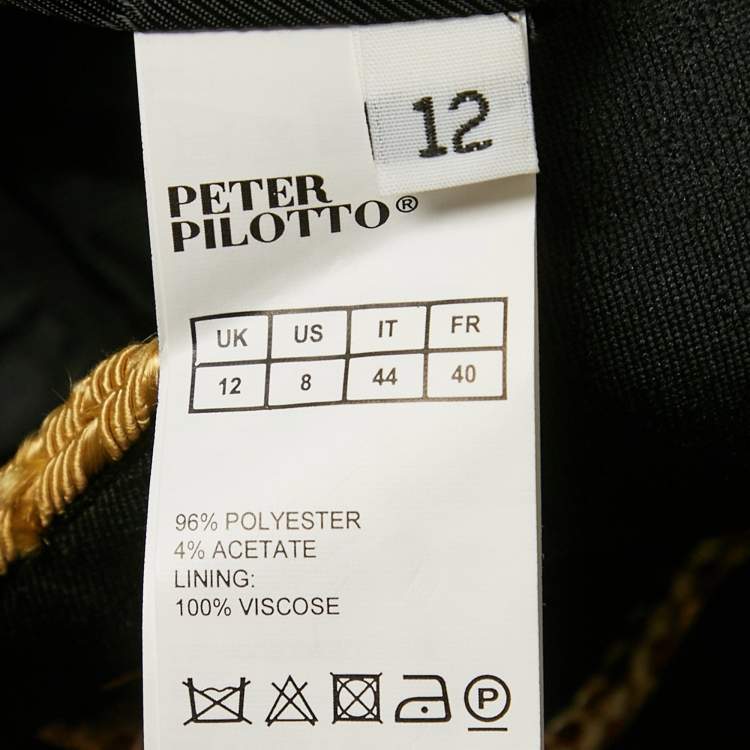 12
PETER
PILOTTO®
UK US IT FR
12 8 44 40
96% POLYESTER
4% ACETATE
LINING:
100% VISCOSE
P